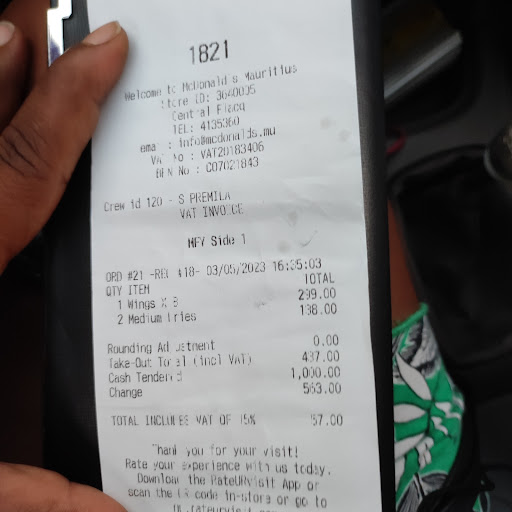 1821
Welcome to McDonald's Mauritius
Store ID: 3040005
Central Flacq
TEL: 4135360
email : info@mcdonalds.mu
VAT No : VAT20183406
BRN No : C07021843
Crew id 120 - S PREMILA
VAT INVOICE
MFY Side 1
ORD #21 -REG #18- 03/05/2023 16:35:03
QTY ITEM TOTAL
1 Wings X 8 299.00
2 Medium Fries 138.00
Rounding Adjustment 0.00
Take-Out Total (incl VAT) 437.00
Cash Tendered 1,000.00
Change 563.00
TOTAL INCLUDES VAT OF 15% 57.00
Thank you for your visit!
Rate your experience with us today.
Download the RateURvisit App or
scan the QR code in-store or go to